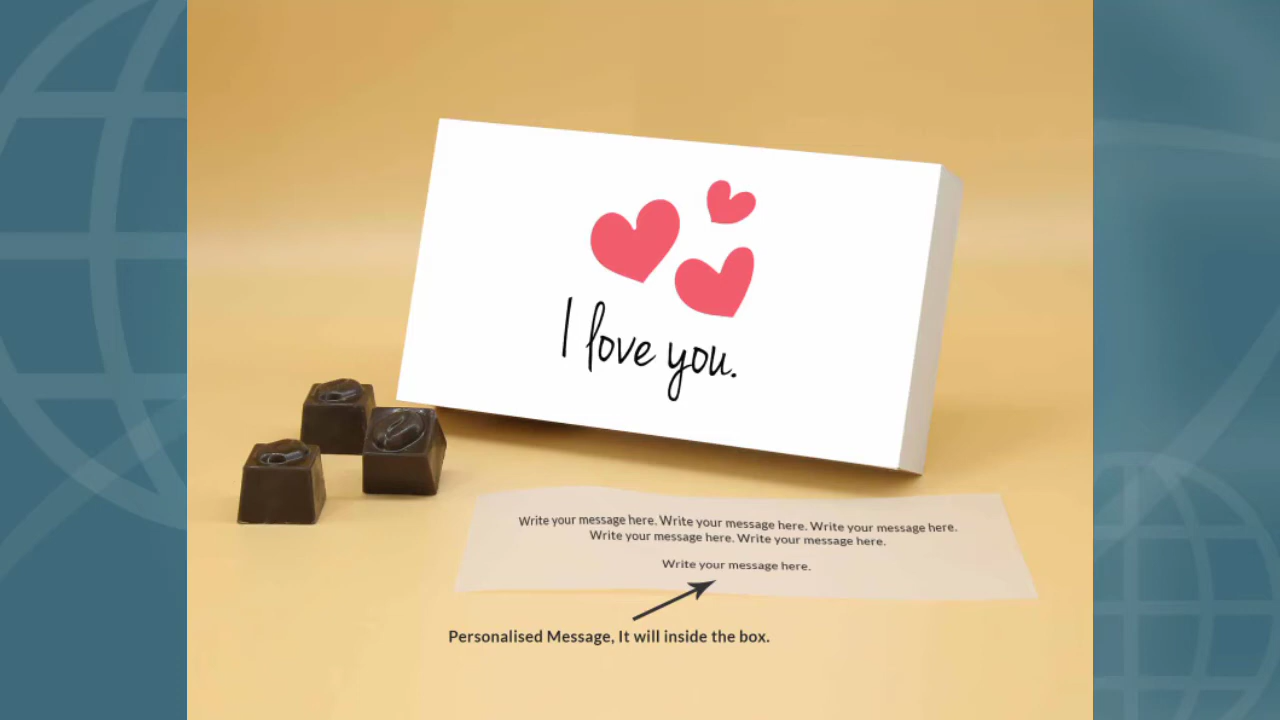 I love you.
Write your message here. Write your message here. Write your message here.
Write your message here. Write your message here.
Write your message here.
Personalised Message, It will inside the box.